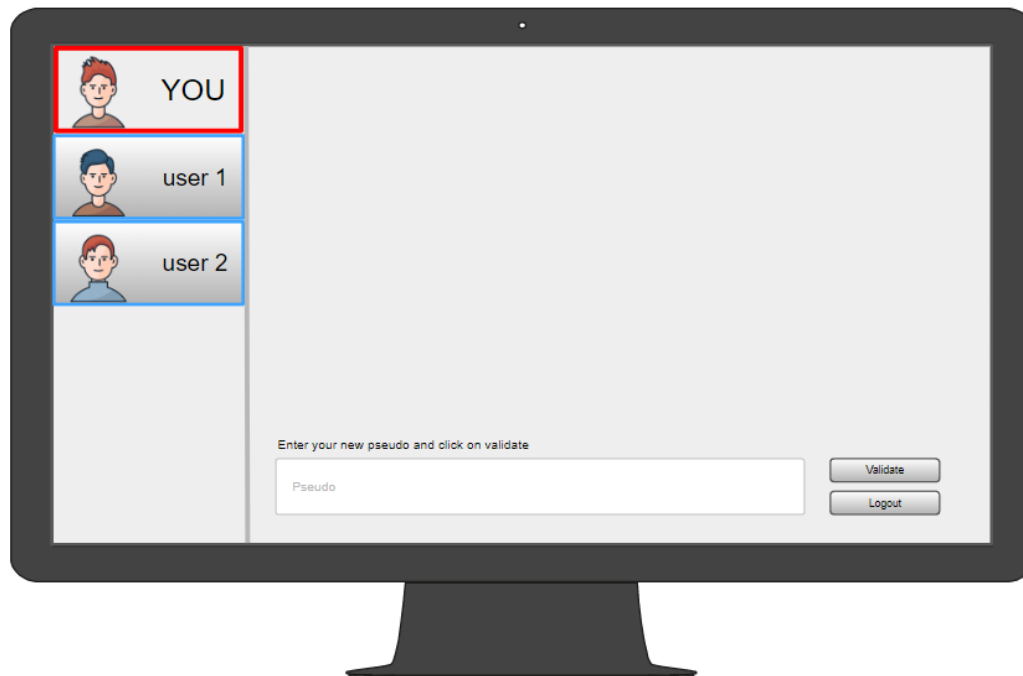 YOU
user 1
user 2
Enter your new pseudo and click on validate
Pseudo
Validate
Logout